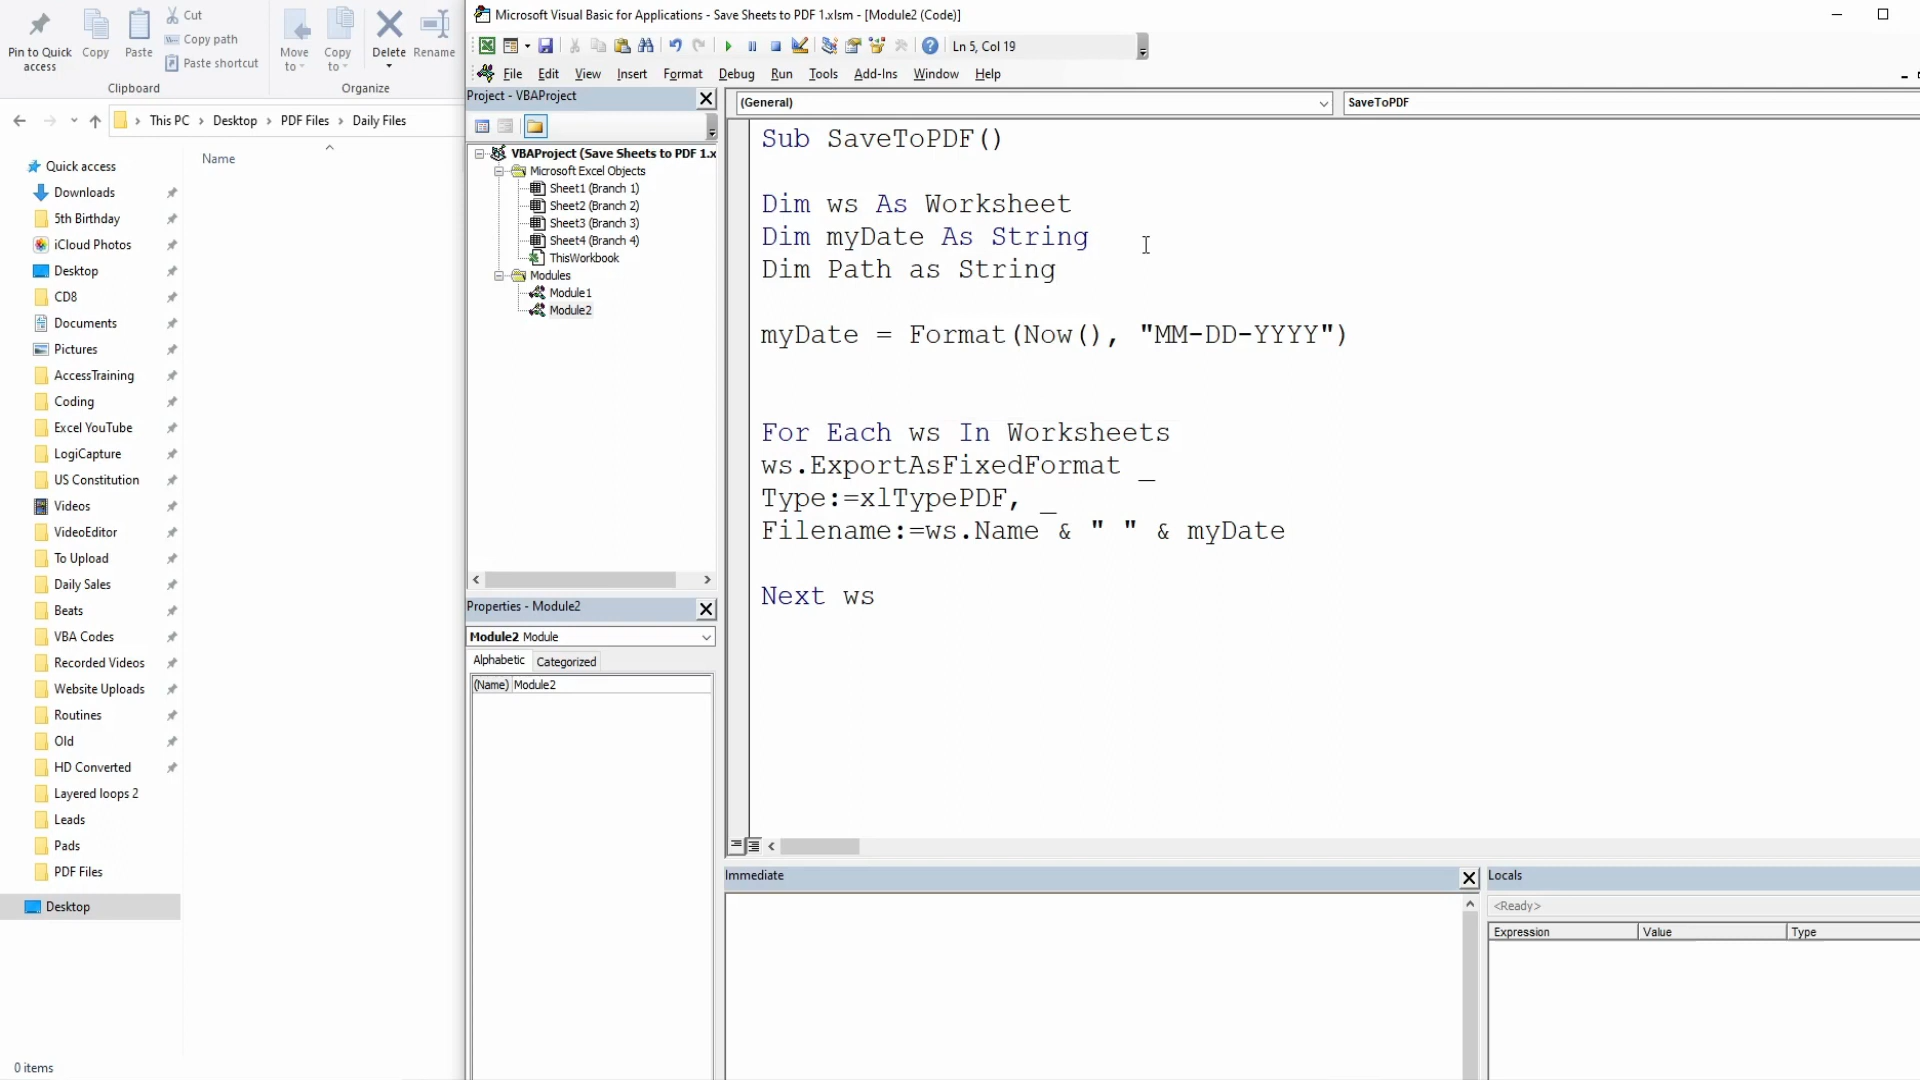 Pin to Quick access
Copy
Paste
Cut
Copy path
Paste shortcut
Clipboard
Move to
Copy to
Delete
Rename
Organize
This PC
Desktop
PDF Files
Daily Files
Name
Quick access
Downloads
5th Birthday
iCloud Photos
Desktop
CD8
Documents
Pictures
AccessTraining
Coding
Excel YouTube
LogiCapture
US Constitution
Videos
VideoEditor
To Upload
Daily Sales
Beats
VBA Codes
Recorded Videos
Website Uploads
Routines
Old
HD Converted
Layered loops 2
Leads
Pads
PDF Files
Desktop
0 items
Microsoft Visual Basic for Applications - Save Sheets to PDF 1.xlsm - [Module2 (Code)]
Ln 5, Col 19
File Edit View Insert Format Debug Run Tools Add-Ins Window Help
Project - VBAProject
VBAProject (Save Sheets to PDF 1.x
Microsoft Excel Objects
Sheet1 (Branch 1)
Sheet2 (Branch 2)
Sheet3 (Branch 3)
Sheet4 (Branch 4)
ThisWorkbook
Modules
Module1
Module2
Properties - Module2
Module2 Module
Alphabetic Categorized
(Name) Module2
(General)
SaveToPDF
Sub SaveToPDF()
Dim ws As Worksheet
Dim myDate As String
Dim Path as String
myDate = Format(Now(), "MM-DD-YYYY")
For Each ws In Worksheets
ws.ExportAsFixedFormat _
Type:=xlTypePDF, _
Filename:=ws.Name & " " & myDate
Next ws
Immediate
Locals
<Ready>
Expression Value Type